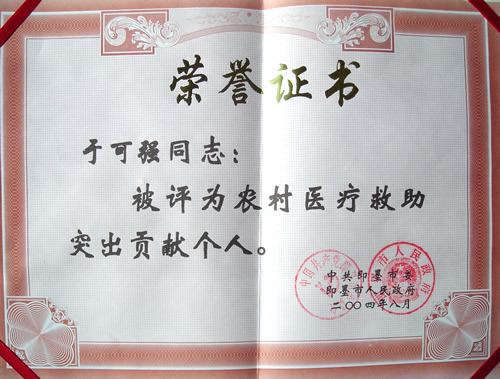 荣誉证书
于可强同志：
被评为农村医疗救助
突出贡献个人。
中共即墨市委
即墨市人民政府
二〇〇四年八月